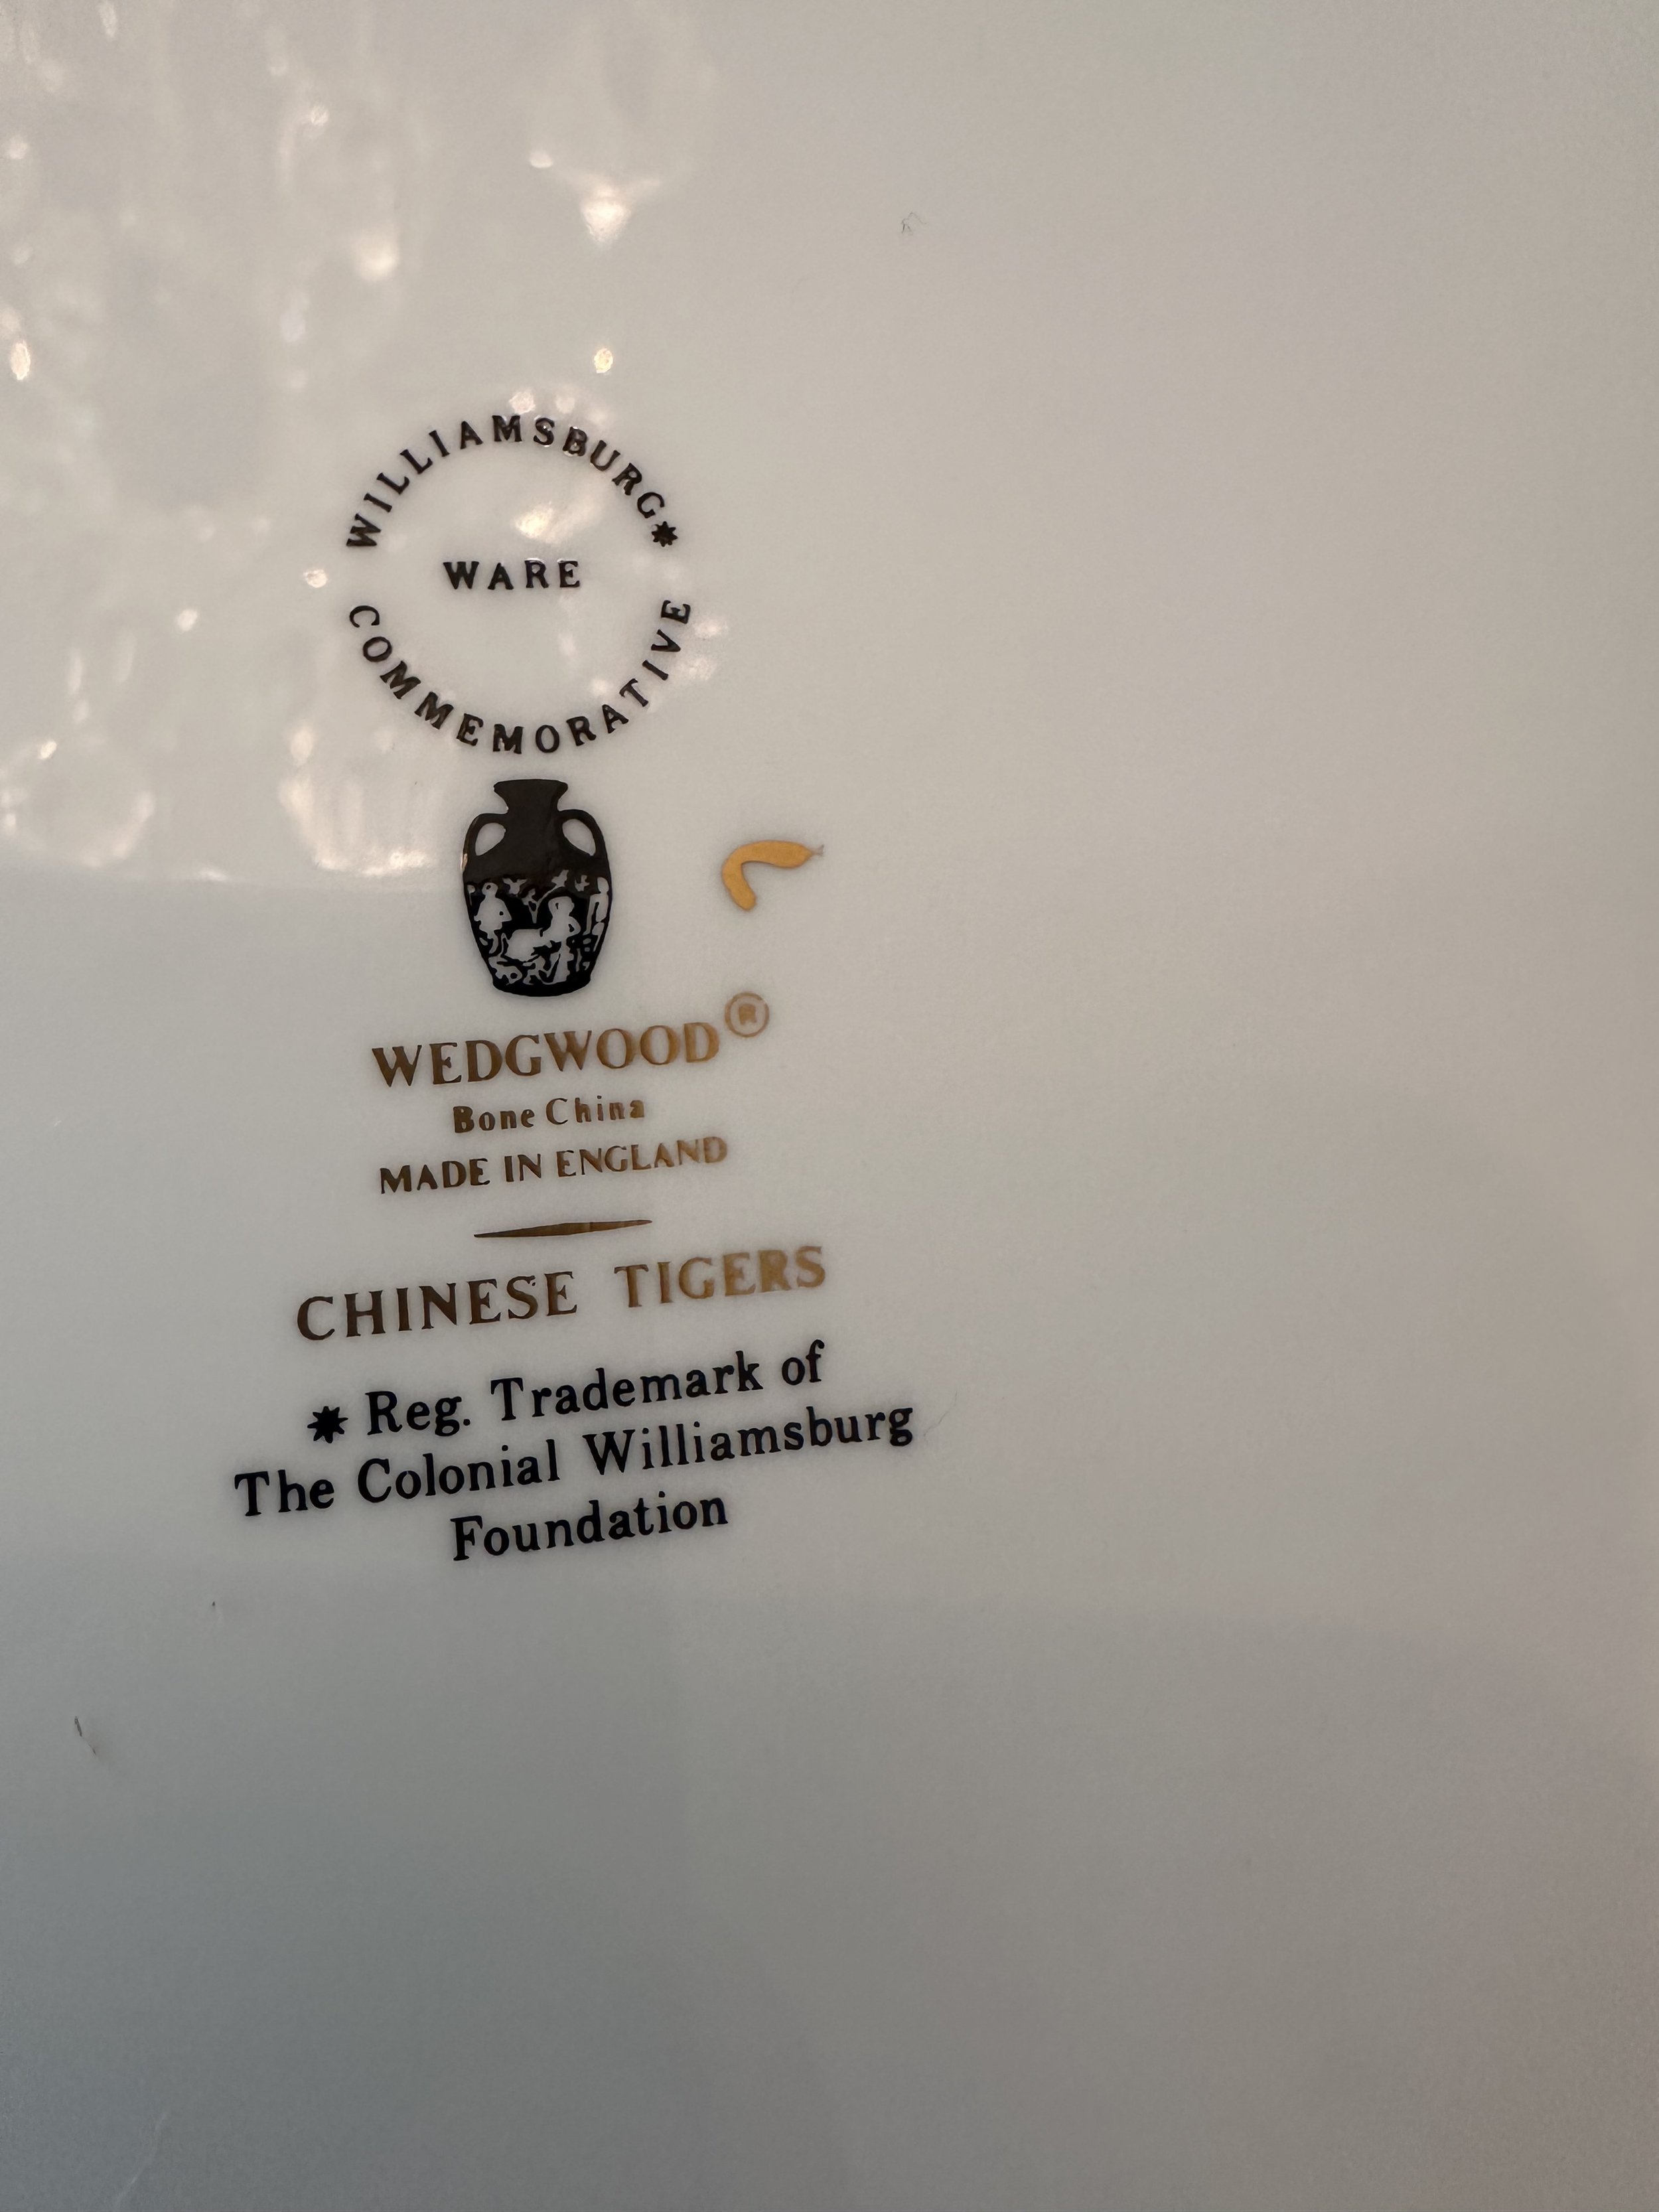 WILLIAMSBURG*
WARE
COMMEMORATIVE
WEDGWOOD®
Bone China
MADE IN ENGLAND
CHINESE TIGERS
* Reg. Trademark of
The Colonial Williamsburg
Foundation